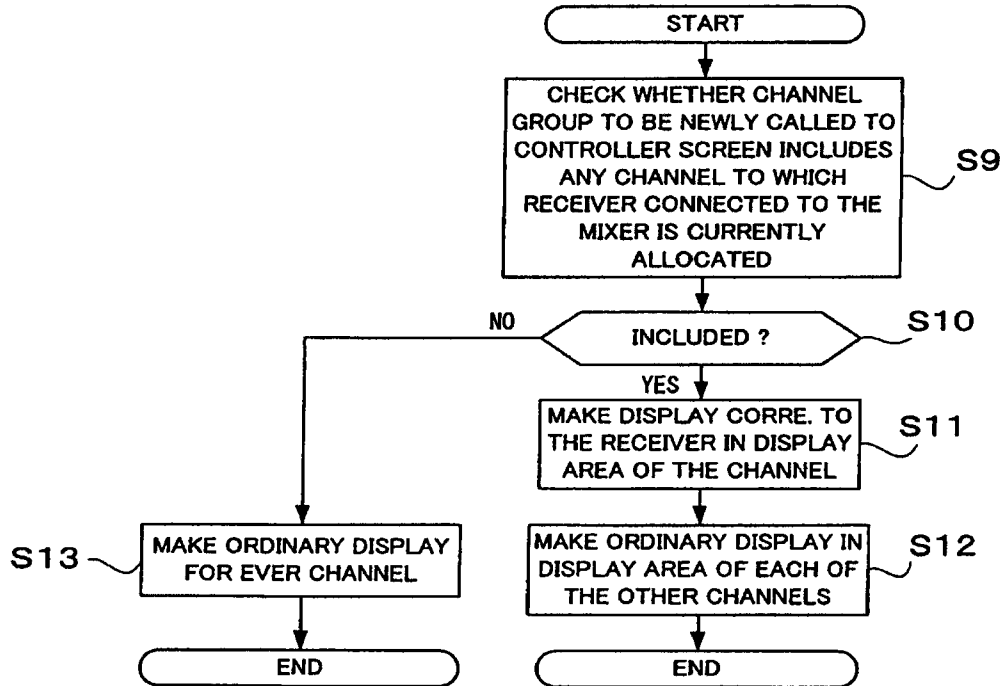 START
CHECK WHETHER CHANNEL
GROUP TO BE NEWLY CALLED TO
CONTROLLER SCREEN INCLUDES
ANY CHANNEL TO WHICH
RECEIVER CONNECTED TO THE
MIXER IS CURRENTLY
ALLOCATED
S9
NO
INCLUDED ?
S10
YES
MAKE DISPLAY CORRE. TO
THE RECEIVER IN DISPLAY
AREA OF THE CHANNEL
S11
S13
MAKE ORDINARY DISPLAY
FOR EVER CHANNEL
MAKE ORDINARY DISPLAY IN
DISPLAY AREA OF EACH OF
THE OTHER CHANNELS
S12
END
END